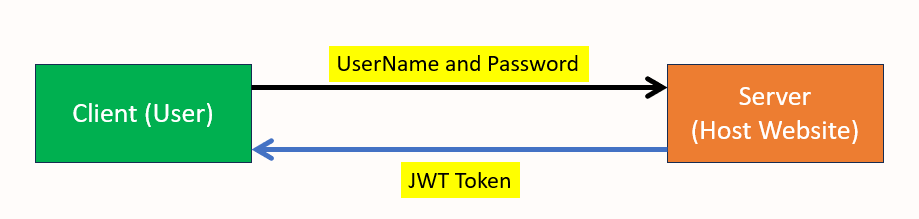 UserName and Password
Client (User)
Server
(Host Website)
JWT Token